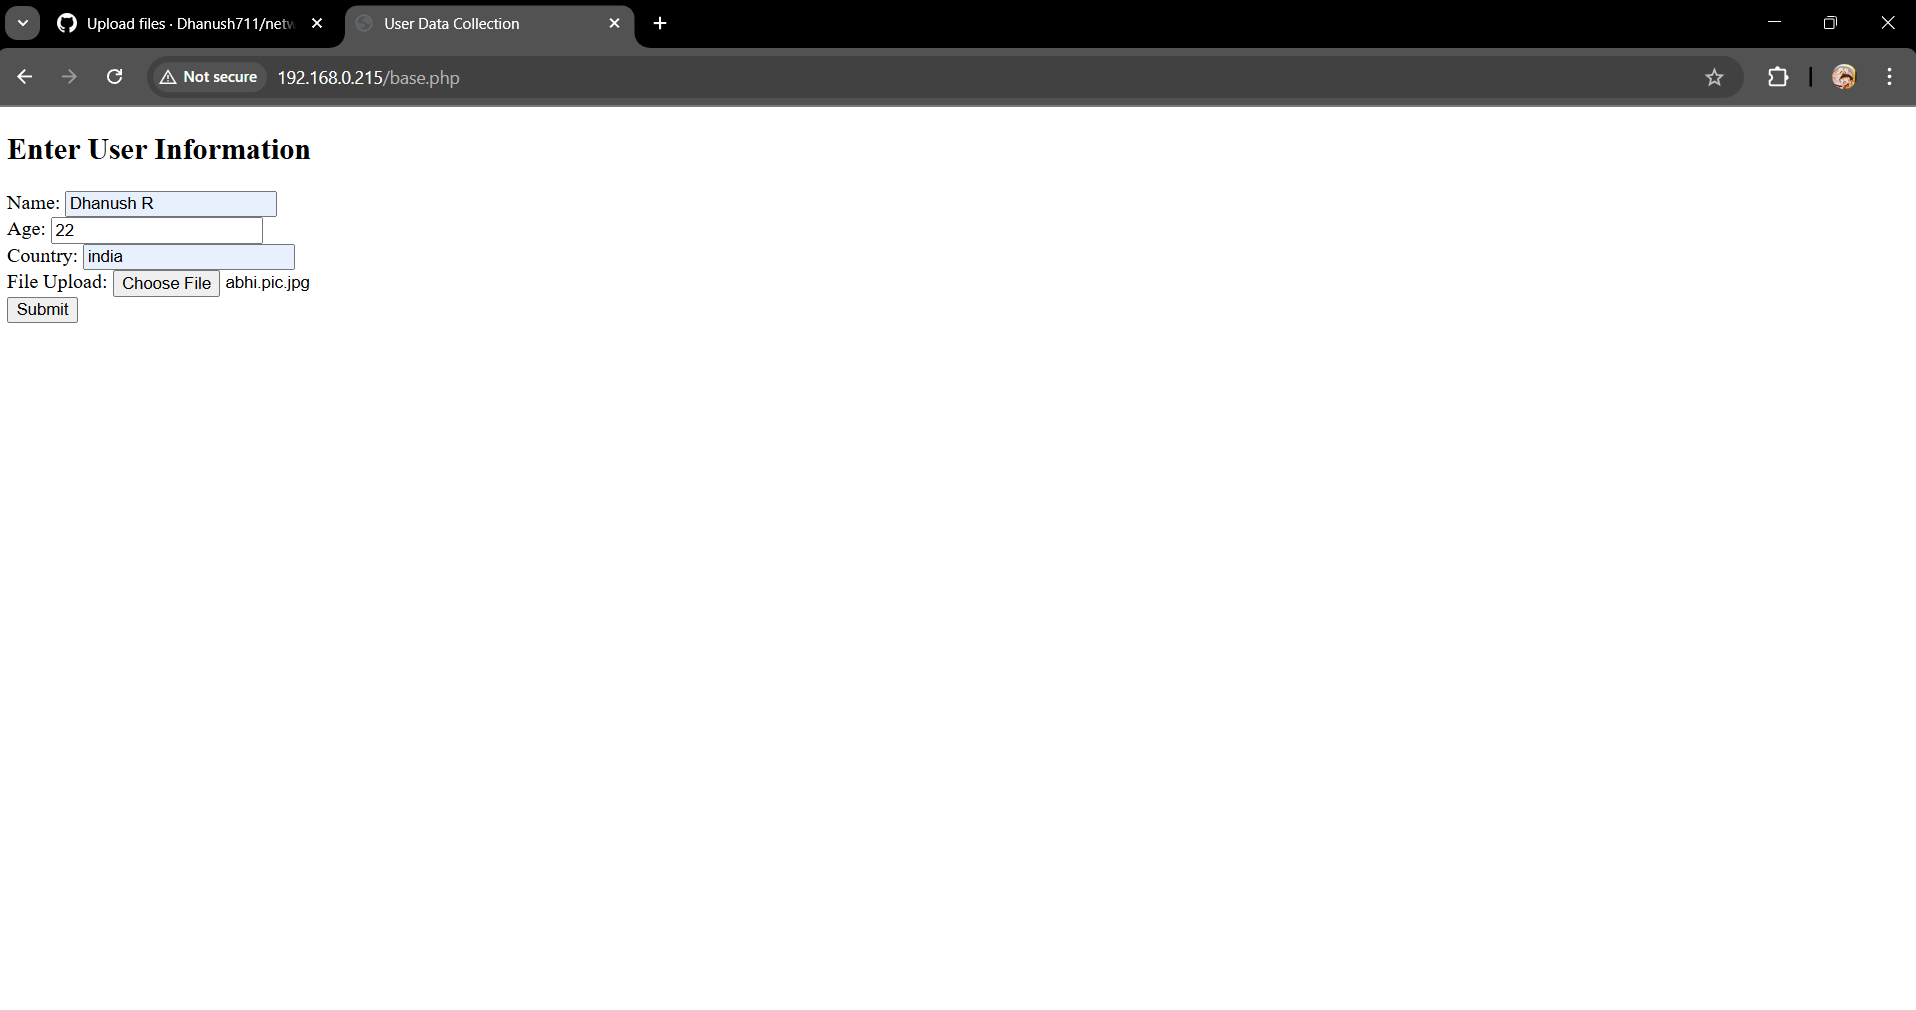 Upload files · Dhanush711/netw
User Data Collection
Not secure 192.168.0.215/base.php
Enter User Information
Name: Dhanush R
Age: 22
Country: india
File Upload: Choose File abhi.pic.jpg
Submit